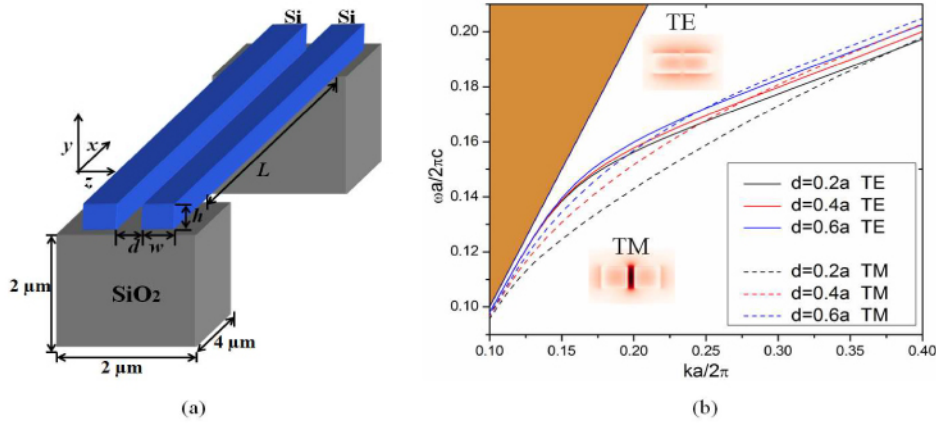 Si Si
y x
z
L
h
d w
2 μm
SiO2
4 μm
2 μm
(a)
0.20
0.18
0.16
0.14
0.12
0.10
ωa/2πc
TE
TM
d=0.2a TE
d=0.4a TE
d=0.6a TE
d=0.2a TM
d=0.4a TM
d=0.6a TM
0.10 0.15 0.20 0.25 0.30 0.35 0.40
ka/2π
(b)